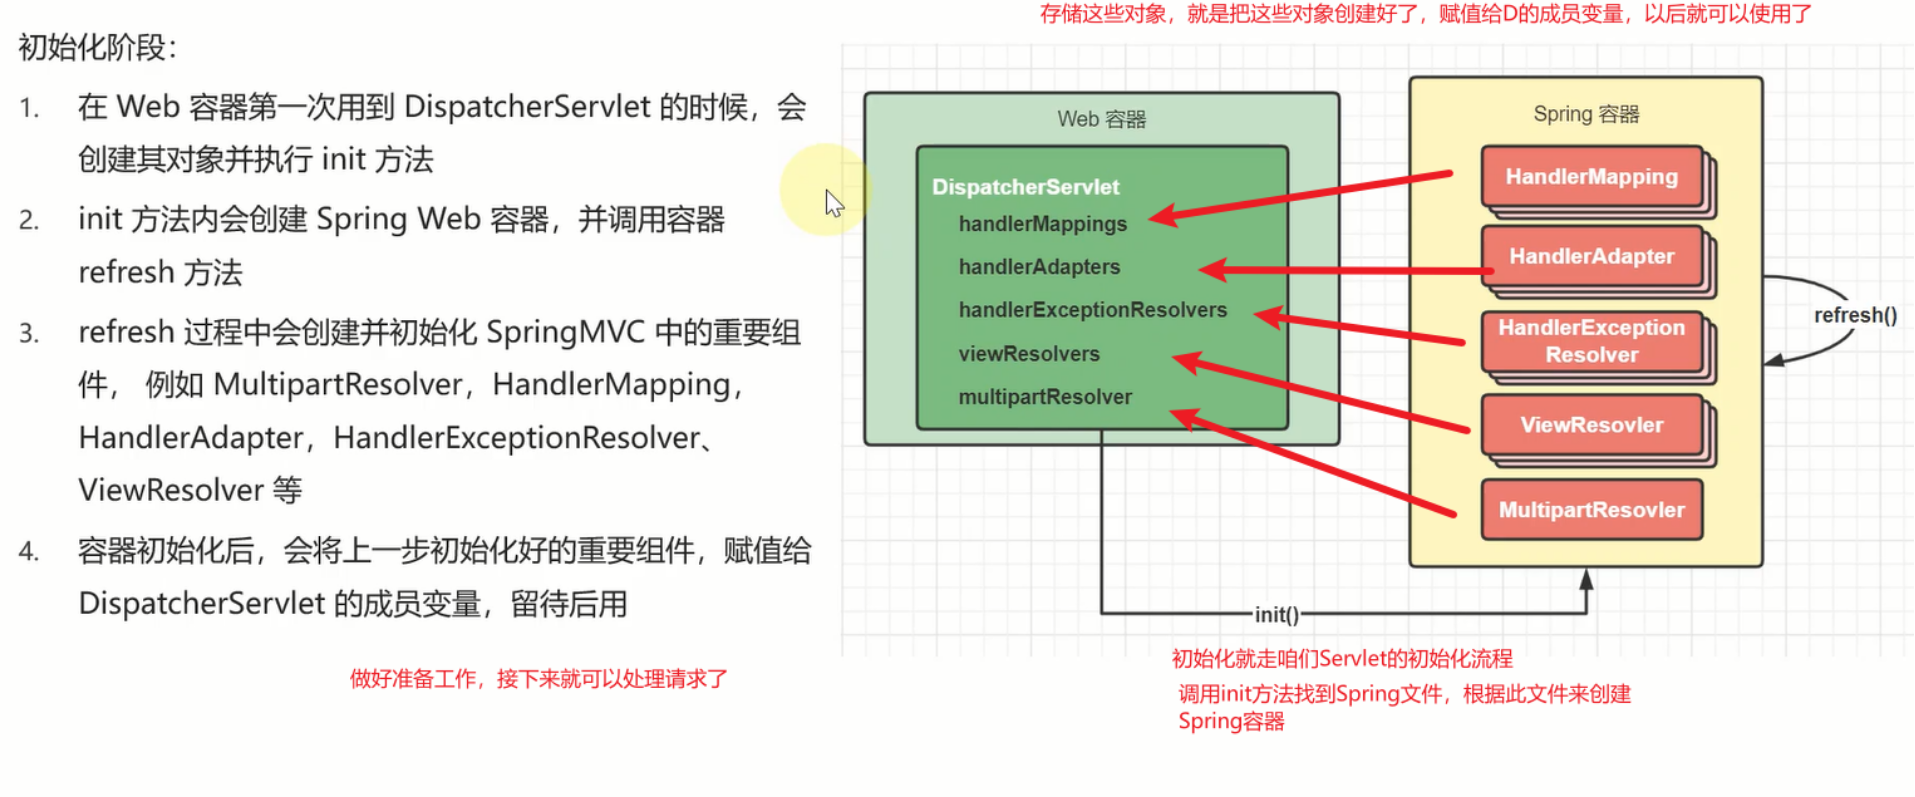 存储这些对象，就是把这些对象创建好了，赋值给D的成员变量，以后就可以使用了
初始化阶段：
1. 在 Web 容器第一次用到 DispatcherServlet 的时候，会
创建其对象并执行 init 方法
2. init 方法内会创建 Spring Web 容器，并调用容器
refresh 方法
3. refresh 过程中会创建并初始化 SpringMVC 中的重要组
件， 例如 MultipartResolver，HandlerMapping，
HandlerAdapter，HandlerExceptionResolver、
ViewResolver 等
4. 容器初始化后，会将上一步初始化好的重要组件，赋值给
DispatcherServlet 的成员变量，留待后用
做好准备工作，接下来就可以处理请求了
Web 容器
DispatcherServlet
handlerMappings
handlerAdapters
handlerExceptionResolvers
viewResolvers
multipartResolver
Spring 容器
HandlerMapping
HandlerAdapter
HandlerException
Resolver
ViewResovler
MultipartResovler
refresh()
init()
初始化就走咱们Servlet的初始化流程
调用init方法找到Spring文件，根据此文件来创建
Spring容器